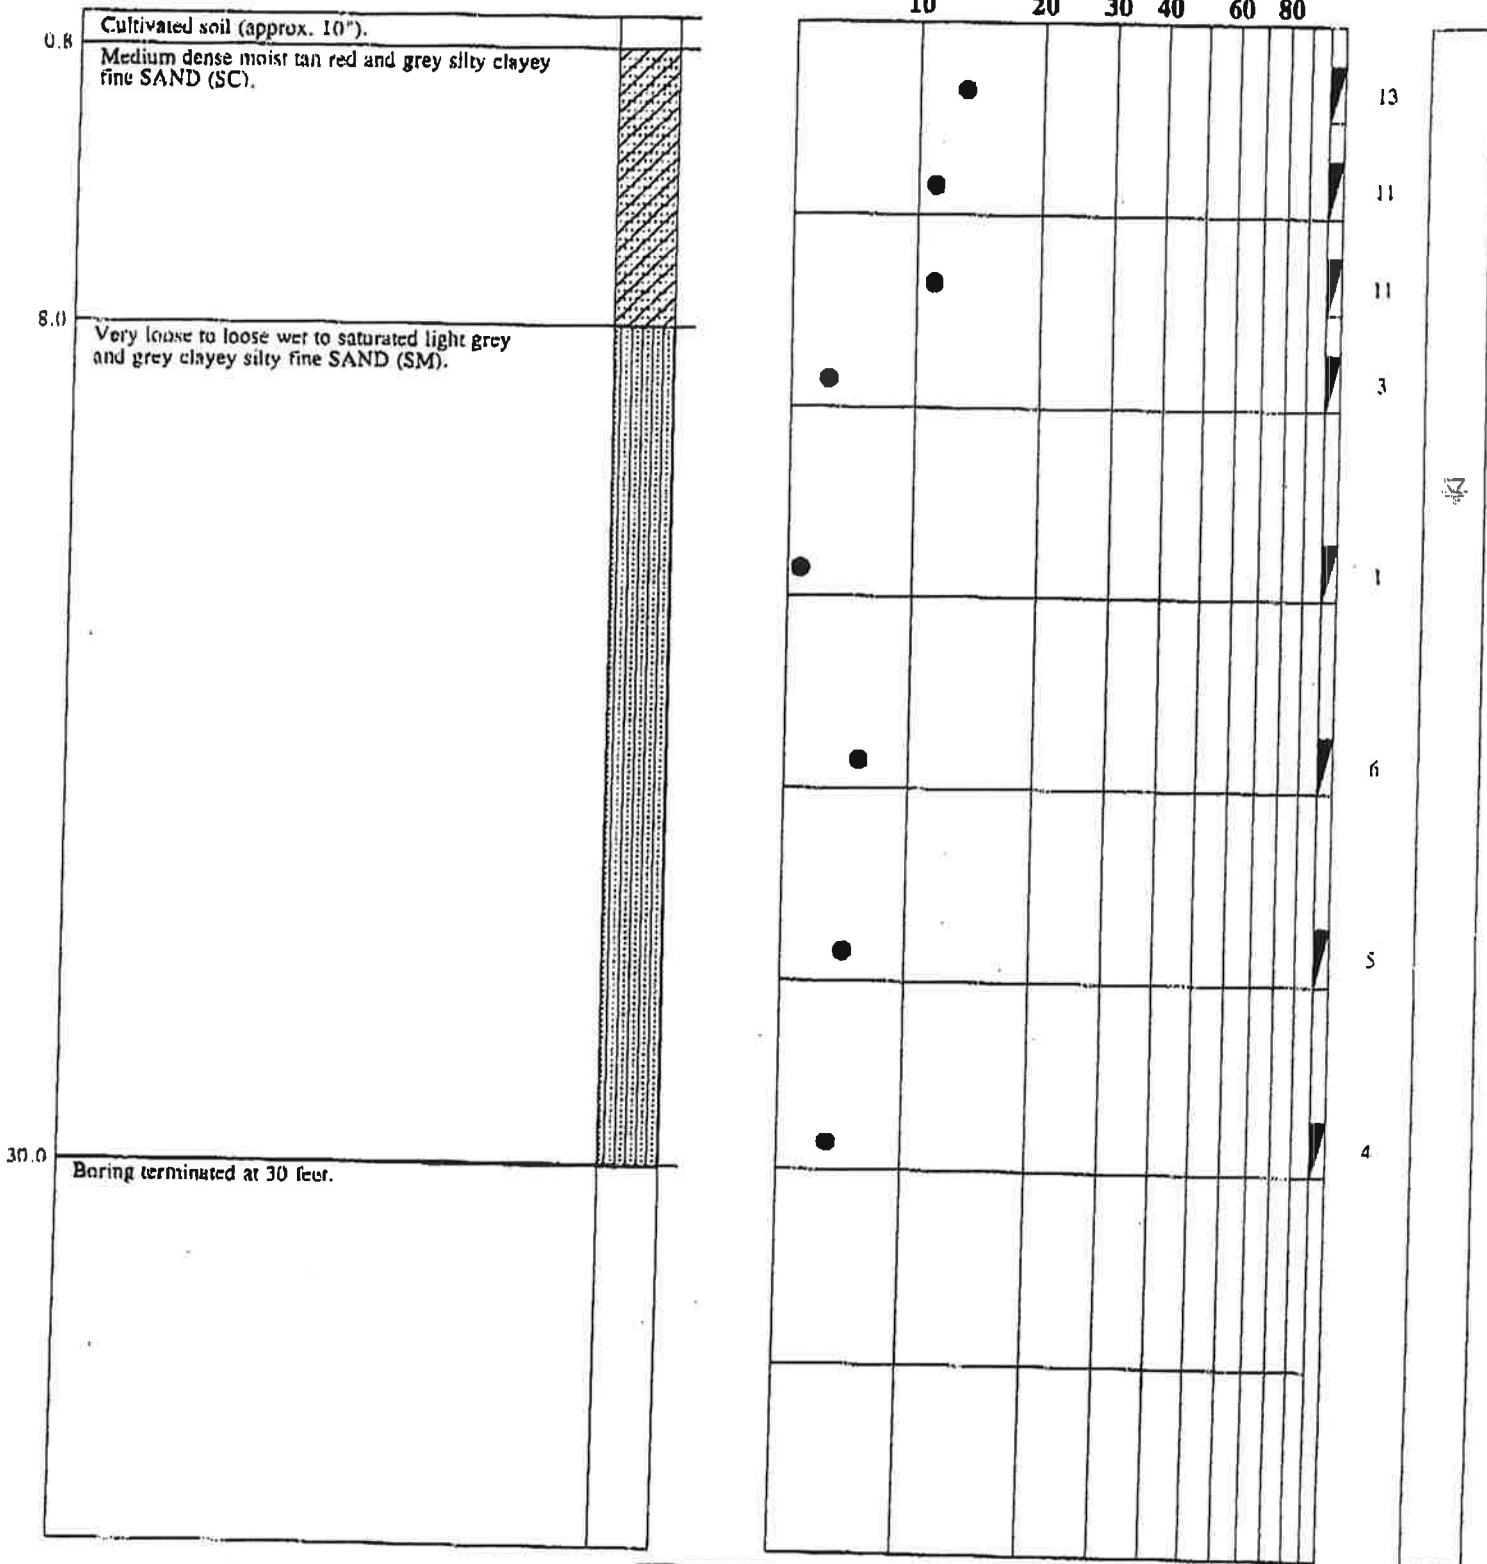 10 20 30 40 60 80
Cultivated soil (approx. 10").
0.8
Medium dense moist tan red and grey silty clayey
fine SAND (SC).
13
11
11
8.0
Very loose to loose wet to saturated light grey
and grey clayey silty fine SAND (SM).
3
1
6
5
4
30.0
Boring terminated at 30 feet.